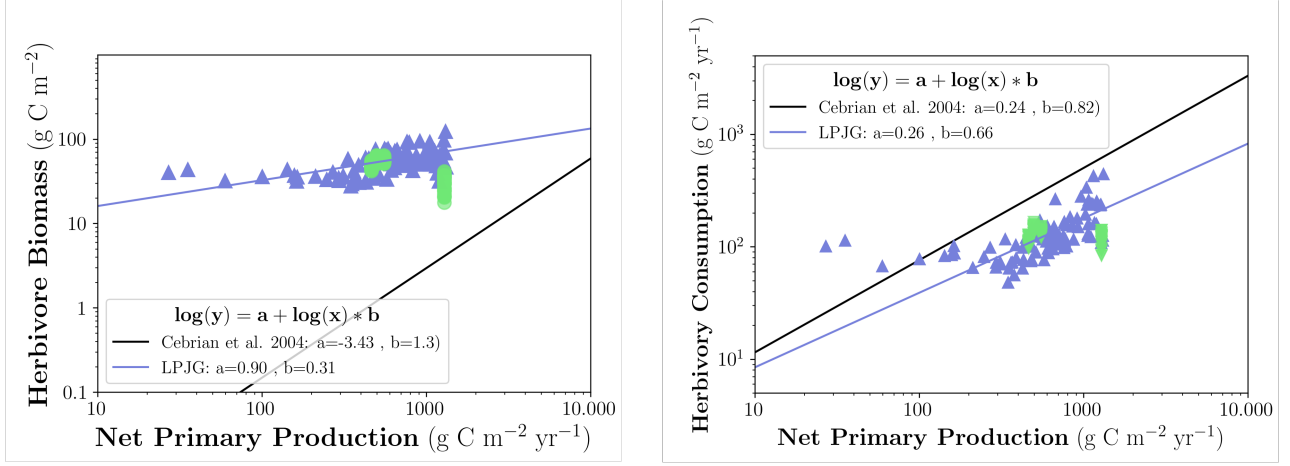 Herbivore Biomass (g C m⁻²)
100
10
1
0.1
log(y) = a + log(x) * b
Cebrian et al. 2004: a=-3.43 , b=1.3)
LPJG: a=0.90 , b=0.31
10
100
1000
10.000
Net Primary Production (g C m⁻² yr⁻¹)
Herbivory Consumption (g C m⁻² yr⁻¹)
10³
10²
10¹
log(y) = a + log(x) * b
Cebrian et al. 2004: a=0.24 , b=0.82)
LPJG: a=0.26 , b=0.66
10
100
1000
10.000
Net Primary Production (g C m⁻² yr⁻¹)